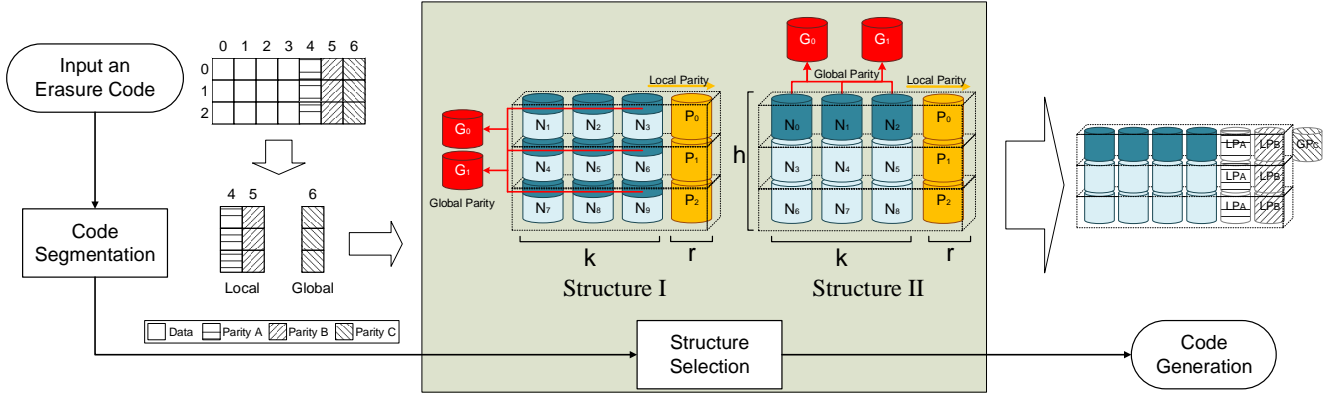 Input an
Erasure Code
0 1 2 3 4 5 6
0
1
2
Code
Segmentation
4 5 6
Local Global
Data Parity A Parity B Parity C
G0
G1
Global Parity
Local Parity
N1 N2 N3 P0
N4 N5 N6 P1
N7 N8 N9 P2
k r
Structure I
G0 G1
Global Parity
Local Parity
h
N0 N1 N2 P0
N3 N4 N5 P1
N6 N7 N8 P2
k r
Structure II
Structure
Selection
LPA LPB GPC
LPA LPB
LPA LPB
Code
Generation